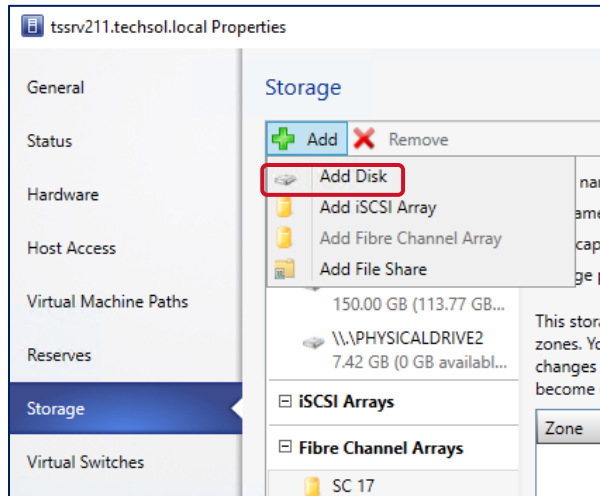 tssrv211.techsol.local Properties
General
Status
Hardware
Host Access
Virtual Machine Paths
Reserves
Storage
Virtual Switches
Storage
Add Remove
Add Disk
Add iSCSI Array
Add Fibre Channel Array
Add File Share
150.00 GB (113.77 GB...
\\.\PHYSICALDRIVE2
7.42 GB (0 GB availabl...
iSCSI Arrays
Fibre Channel Arrays
SC 17
This stor
zones. Yo
changes
become
Zone